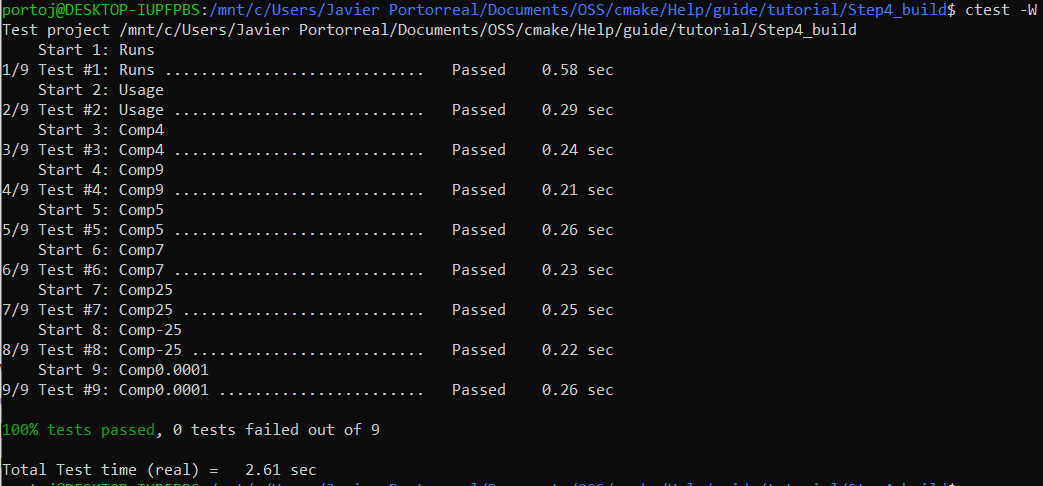 portoj@DESKTOP-IUPFPBS:/mnt/c/Users/Javier Portorreal/Documents/OSS/cmake/Help/guide/tutorial/Step4_build$ ctest -W
Test project /mnt/c/Users/Javier Portorreal/Documents/OSS/cmake/Help/guide/tutorial/Step4_build
    Start 1: Runs
1/9 Test #1: Runs .............................   Passed    0.58 sec
    Start 2: Usage
2/9 Test #2: Usage ............................   Passed    0.29 sec
    Start 3: Comp4
3/9 Test #3: Comp4 ............................   Passed    0.24 sec
    Start 4: Comp9
4/9 Test #4: Comp9 ............................   Passed    0.21 sec
    Start 5: Comp5
5/9 Test #5: Comp5 ............................   Passed    0.26 sec
    Start 6: Comp7
6/9 Test #6: Comp7 ............................   Passed    0.23 sec
    Start 7: Comp25
7/9 Test #7: Comp25 ...........................   Passed    0.25 sec
    Start 8: Comp-25
8/9 Test #8: Comp-25 ..........................   Passed    0.22 sec
    Start 9: Comp0.0001
9/9 Test #9: Comp0.0001 .......................   Passed    0.26 sec
100% tests passed, 0 tests failed out of 9
Total Test time (real) =   2.61 sec